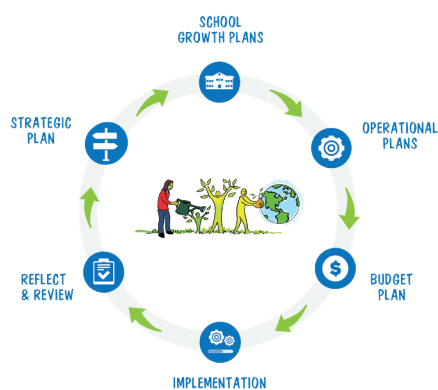 SCHOOL
GROWTH PLANS
STRATEGIC
PLAN
OPERATIONAL
PLANS
REFLECT
& REVIEW
$
BUDGET
PLAN
IMPLEMENTATION